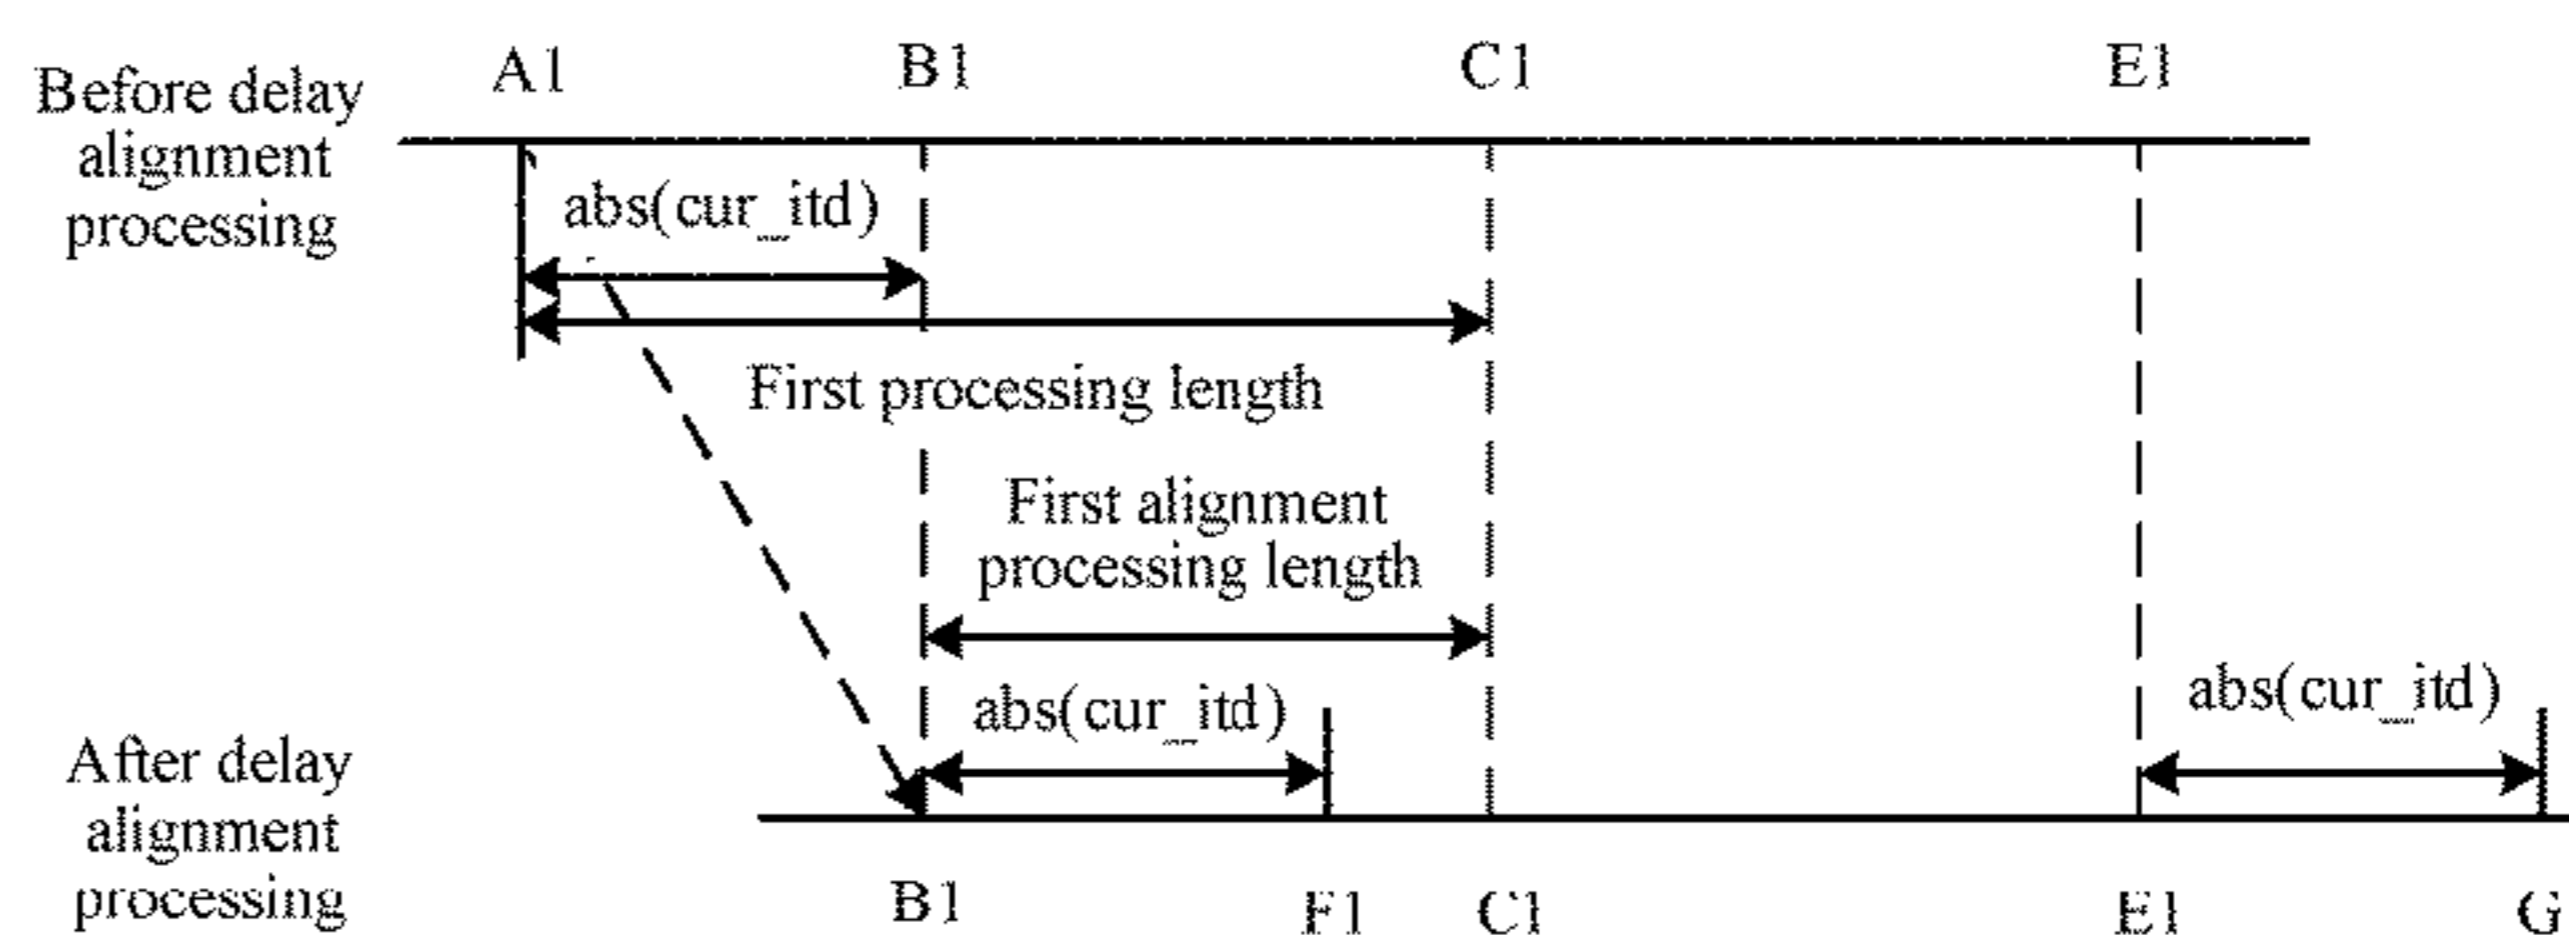 A1 B1 C1 E1
Before delay
alignment
processing
abs(cur_itd)
First processing length
First alignment
processing length
abs(cur_itd)
abs(cur_itd)
After delay
alignment
processing
B1 F1 C1 E1 G